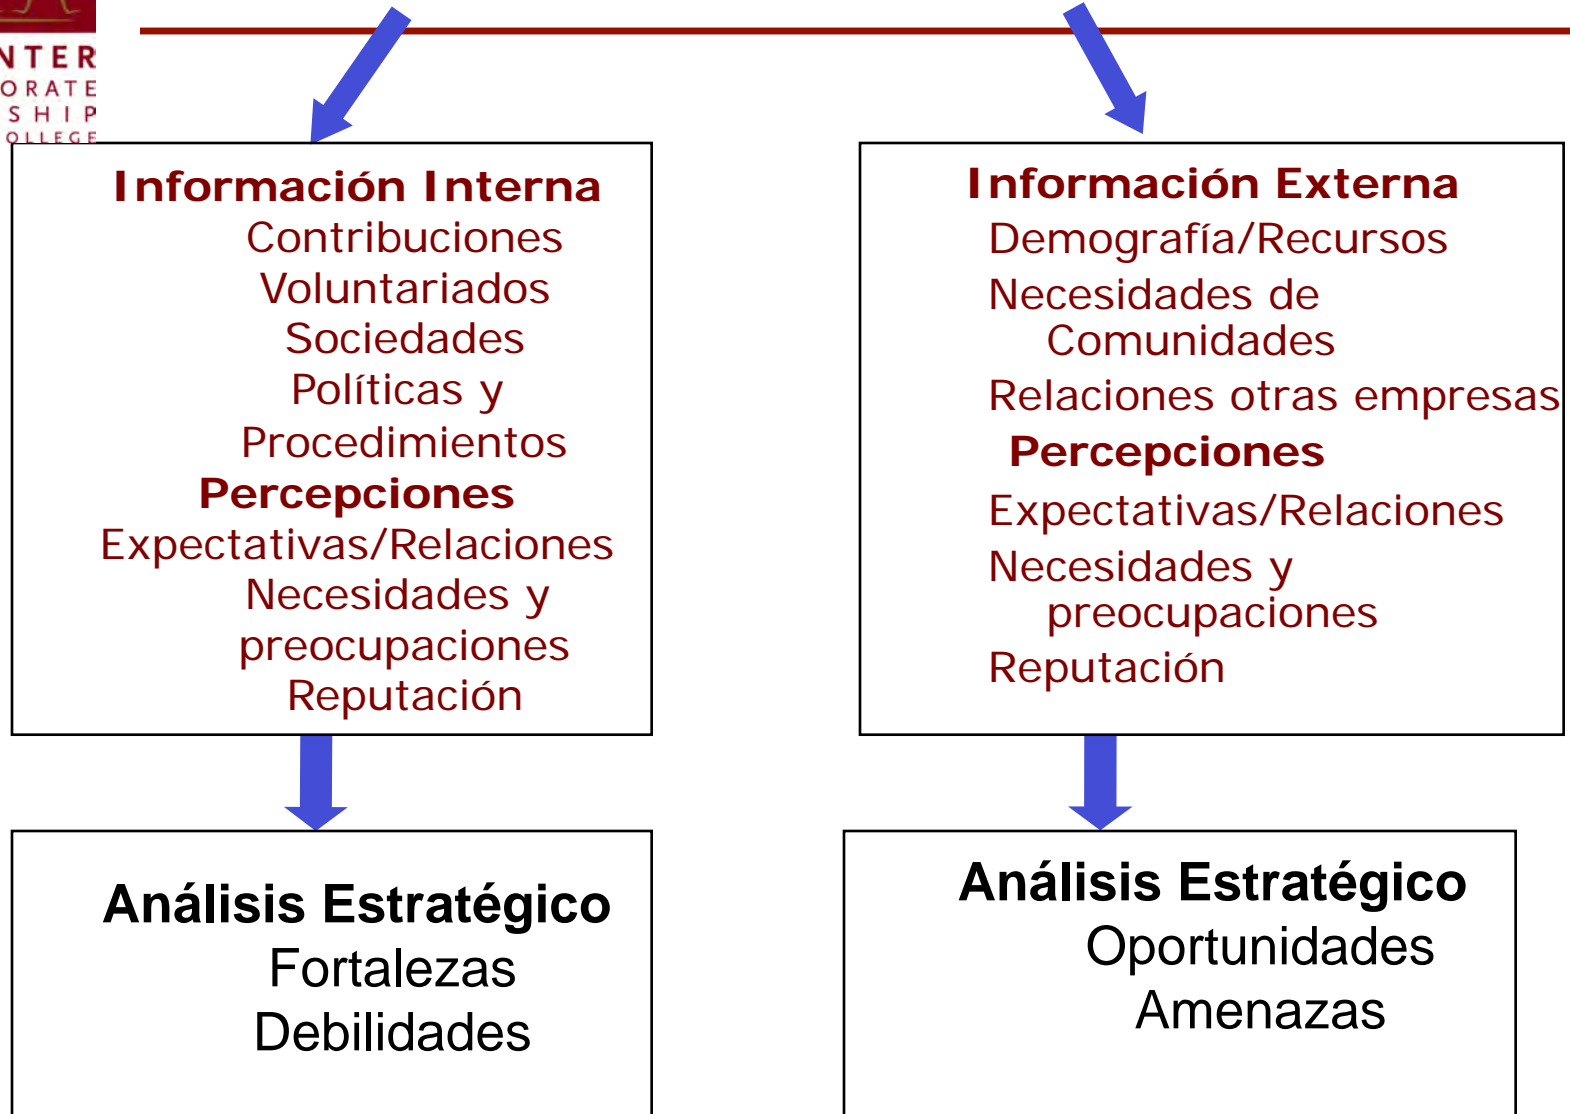 NTER
ORATE
SHIP
OLLEGE
Información Interna
Contribuciones
Voluntariados
Sociedades
Políticas y
Procedimientos
Percepciones
Expectativas/Relaciones
Necesidades y
preocupaciones
Reputación
Información Externa
Demografía/Recursos
Necesidades de
Comunidades
Relaciones otras empresas
Percepciones
Expectativas/Relaciones
Necesidades y
preocupaciones
Reputación
Análisis Estratégico
Fortalezas
Debilidades
Análisis Estratégico
Oportunidades
Amenazas